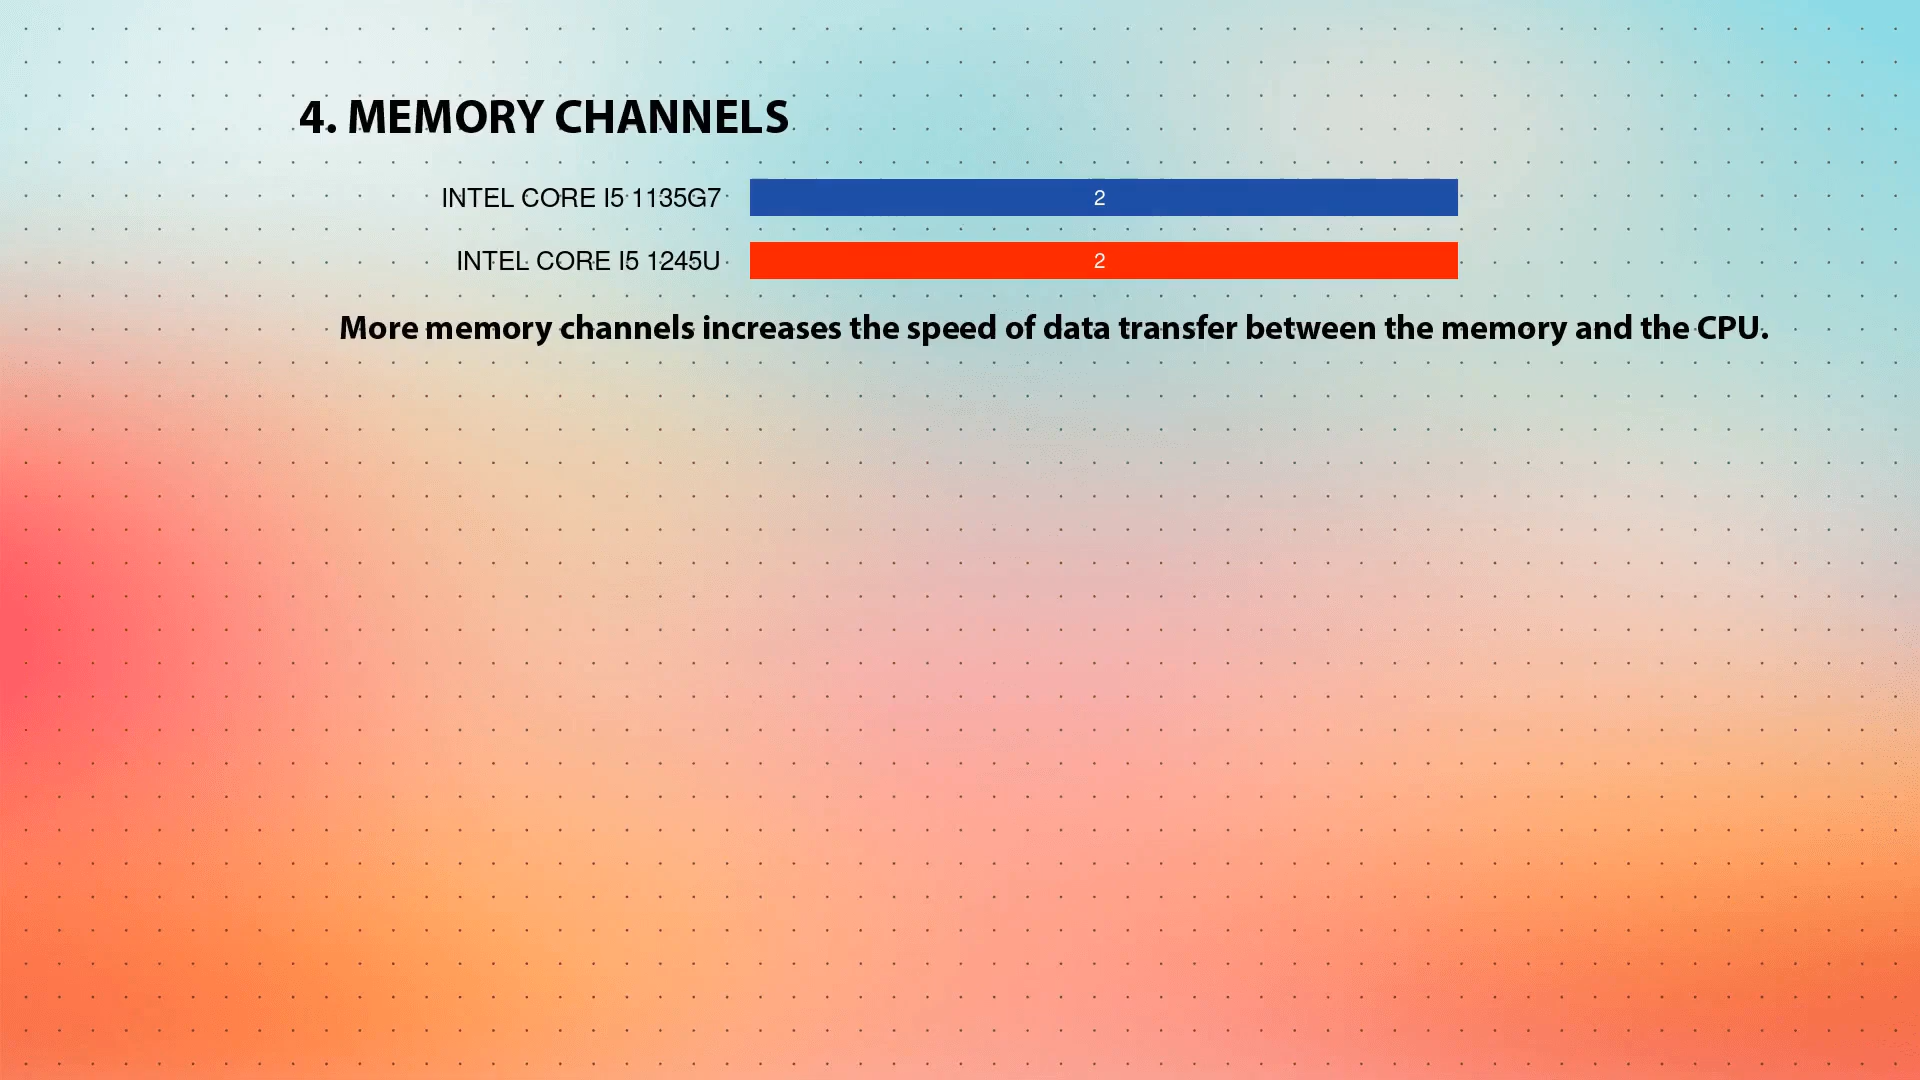 4. MEMORY CHANNELS
INTEL CORE I5 1135G7 2
INTEL CORE I5 1245U 2
More memory channels increases the speed of data transfer between the memory and the CPU.